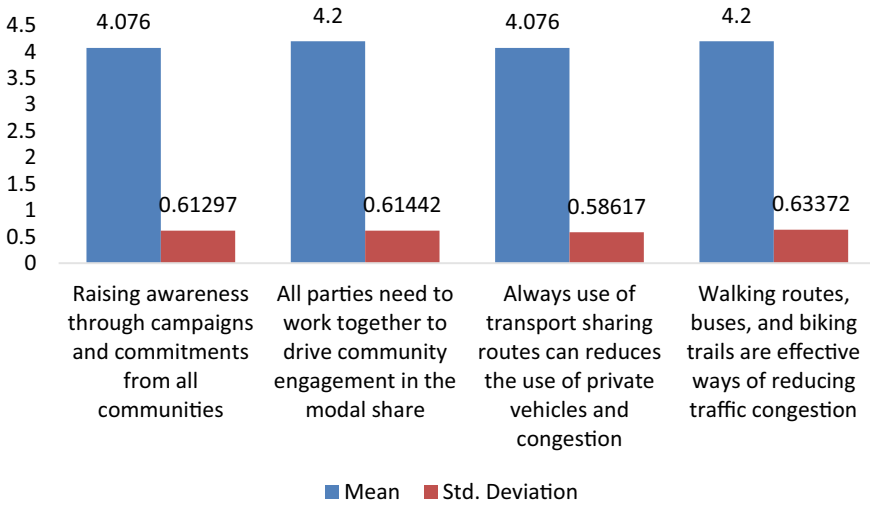 4.5
4
3.5
3
2.5
2
1.5
1
0.5
0
4.076
0.61297
4.2
0.61442
4.076
0.58617
4.2
0.63372
Raising awareness
through campaigns
and commitments
from all
communities
All parties need to
work together to
drive community
engagement in the
modal share
Always use of
transport sharing
routes can reduces
the use of private
vehicles and
congestion
Walking routes,
buses, and biking
trails are effective
ways of reducing
traffic congestion
Mean
Std. Deviation